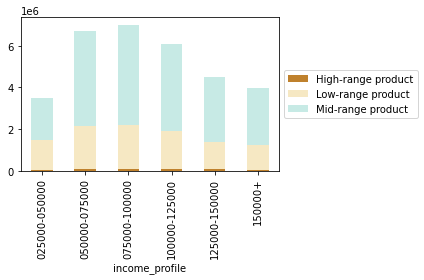 1e6
6
4
2
0
High-range product
Low-range product
Mid-range product
025000-050000
050000-075000
075000-100000
100000-125000
125000-150000
150000+
income_profile